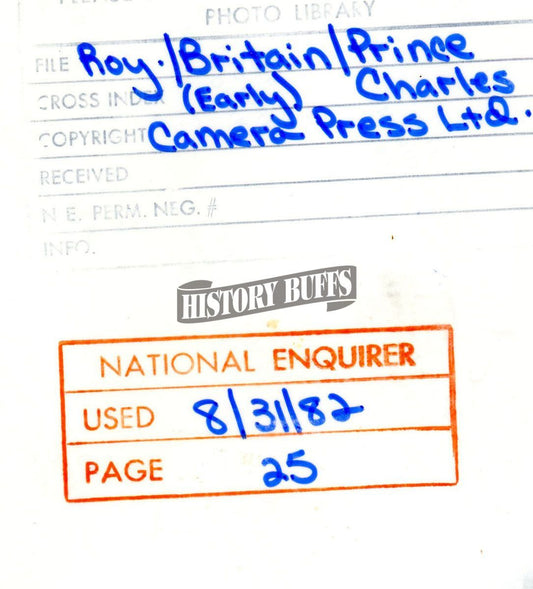 PHOTO LIBRARY
FILE Roy./Britain/Prince
CROSS INDEX (Early) Charles
COPYRIGHT Camera Press Ltd.
RECEIVED
N.E. PERM. NEG. #
INFO.
HISTORY BUFFS
NATIONAL ENQUIRER
USED 8/31/82
PAGE 25